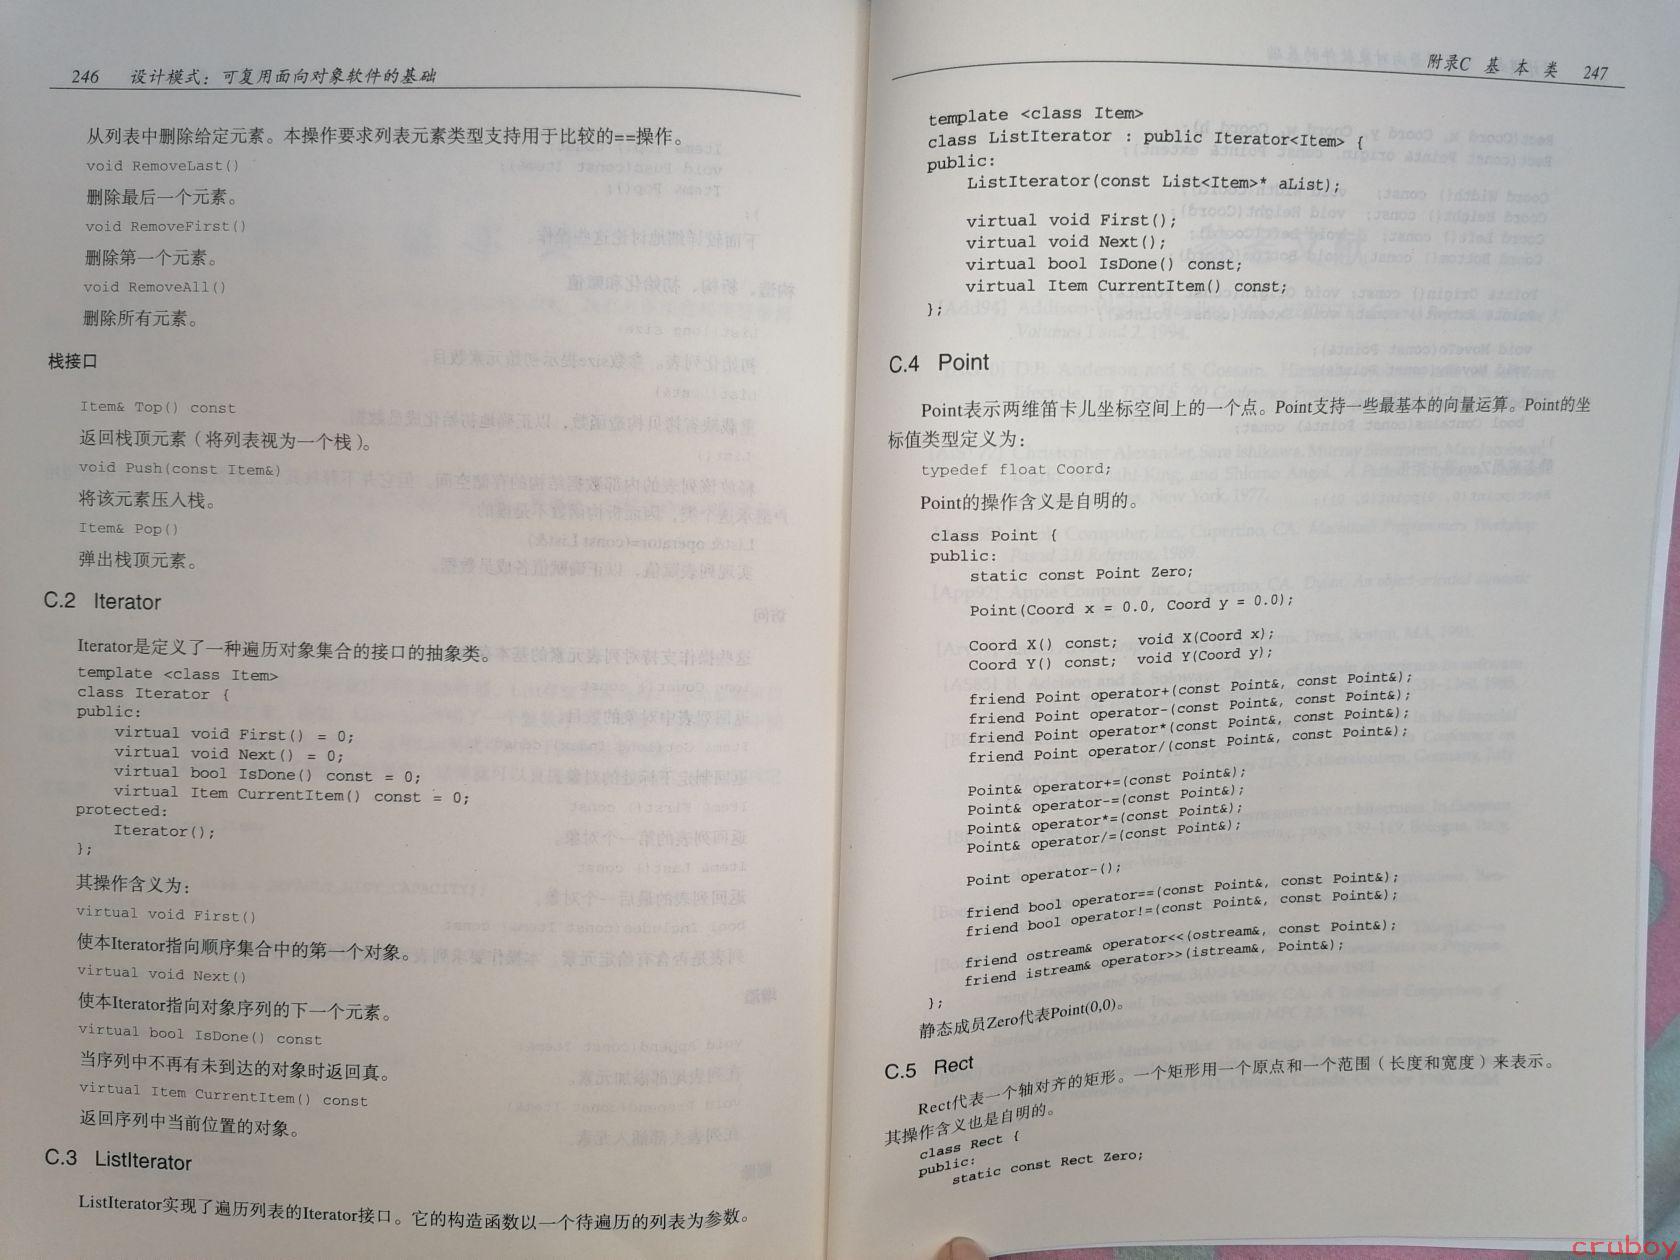 246 设计模式：可复用面向对象软件的基础
从列表中删除给定元素。本操作要求列表元素类型支持用于比较的==操作。
void RemoveLast()
删除最后一个元素。
void RemoveFirst()
删除第一个元素。
void RemoveAll()
删除所有元素。
栈接口
Item& Top() const
返回栈顶元素（将列表视为一个栈）。
void Push(const Item&)
将该元素压入栈。
Item& Pop()
弹出栈顶元素。
C.2 Iterator
Iterator是定义了一种遍历对象集合的接口的抽象类。
template <class Item>
class Iterator {
public:
virtual void First() = 0;
virtual void Next() = 0;
virtual bool IsDone() const = 0;
virtual Item CurrentItem() const = 0;
protected:
Iterator();
};
其操作含义为：
virtual void First()
使本Iterator指向顺序集合中的第一个对象。
virtual void Next()
使本Iterator指向对象序列的下一个元素。
virtual bool IsDone() const
当序列中不再有未到达的对象时返回真。
virtual Item CurrentItem() const
返回序列中当前位置的对象。
C.3 ListIterator
ListIterator实现了遍历列表的Iterator接口。它的构造函数以一个待遍历的列表为参数。
附录C 基 本 类 247
template <class Item>
class ListIterator : public Iterator<Item> {
public:
ListIterator(const List<Item>* aList);
virtual void First();
virtual void Next();
virtual bool IsDone() const;
virtual Item CurrentItem() const;
};
C.4 Point
Point表示两维笛卡儿坐标空间上的一个点。Point支持一些最基本的向量运算。Point的坐
标值类型定义为：
typedef float Coord;
Point的操作含义是自明的。
class Point {
public:
static const Point Zero;
Point(Coord x = 0.0, Coord y = 0.0);
Coord X() const; void X(Coord x);
Coord Y() const; void Y(Coord y);
friend Point operator+(const Point&, const Point&);
friend Point operator-(const Point&, const Point&);
friend Point operator*(const Point&, const Point&);
friend Point operator/(const Point&, const Point&);
Point& operator+=(const Point&);
Point& operator-=(const Point&);
Point& operator*=(const Point&);
Point& operator/=(const Point&);
Point operator-();
friend bool operator==(const Point&, const Point&);
friend bool operator!=(const Point&, const Point&);
friend ostream& operator<<(ostream&, const Point&);
friend istream& operator>>(istream&, Point&);
};
静态成员Zero代表Point(0,0)。
C.5 Rect
Rect代表一个轴对齐的矩形。一个矩形用一个原点和一个范围（长度和宽度）来表示。
其操作含义也是自明的。
class Rect {
public:
static const Rect Zero;
cruboy